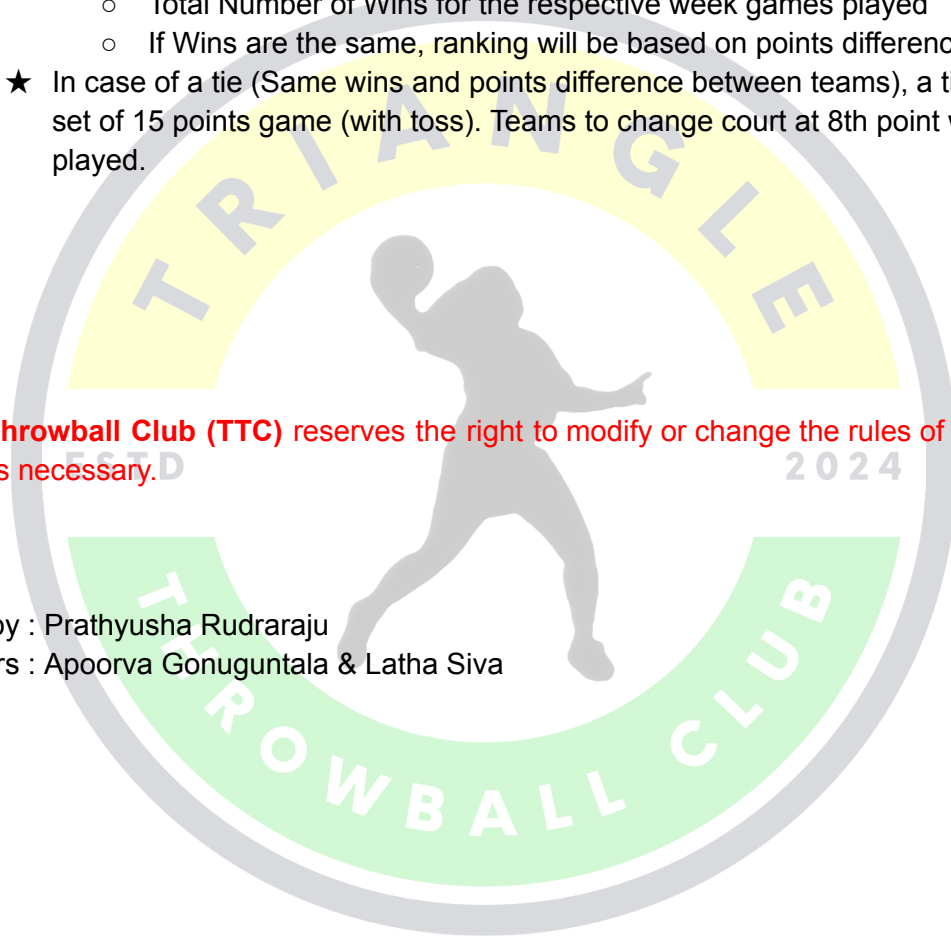 ○ Total Number of Wins for the respective week games played
○ If Wins are the same, ranking will be based on points
★ In case of a tie (Same wins and points difference between teams), a
set of 15 points game (with toss). Teams to change court at 8th point
played.
TRIANGLE
Club (TTC) reserves the right to modify or change the rules of
necessary.
ESTD 2024
: Prathyusha Rudraraju
: Apoorva Gonuguntala & Latha Siva
THROWBALL CLUB